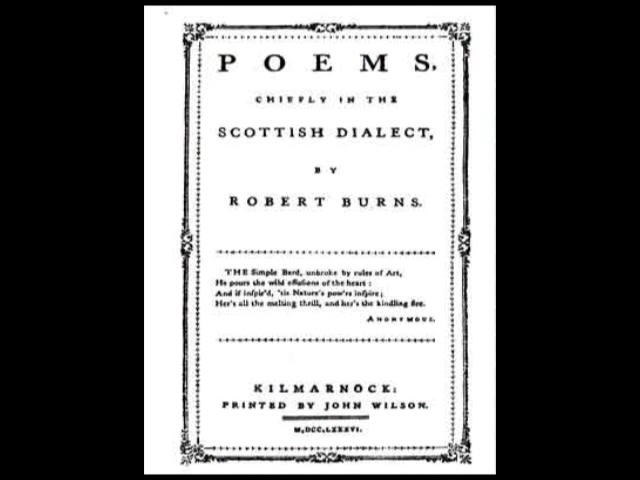 POEMS,
CHIEFLY IN THE
SCOTTISH DIALECT,
BY
ROBERT BURNS.
THE Simple Bard, unbroke by rules of Art,
He pours the wild effusions of the heart:
And if inſpir'd, 'tis Nature's pow'rs inſpire;
Her's all the melting thrill, and her's the kindling fire.
ANONYMOUS.
KILMARNOCK:
PRINTED BY JOHN WILSON.
M,DCC,LXXXVI.